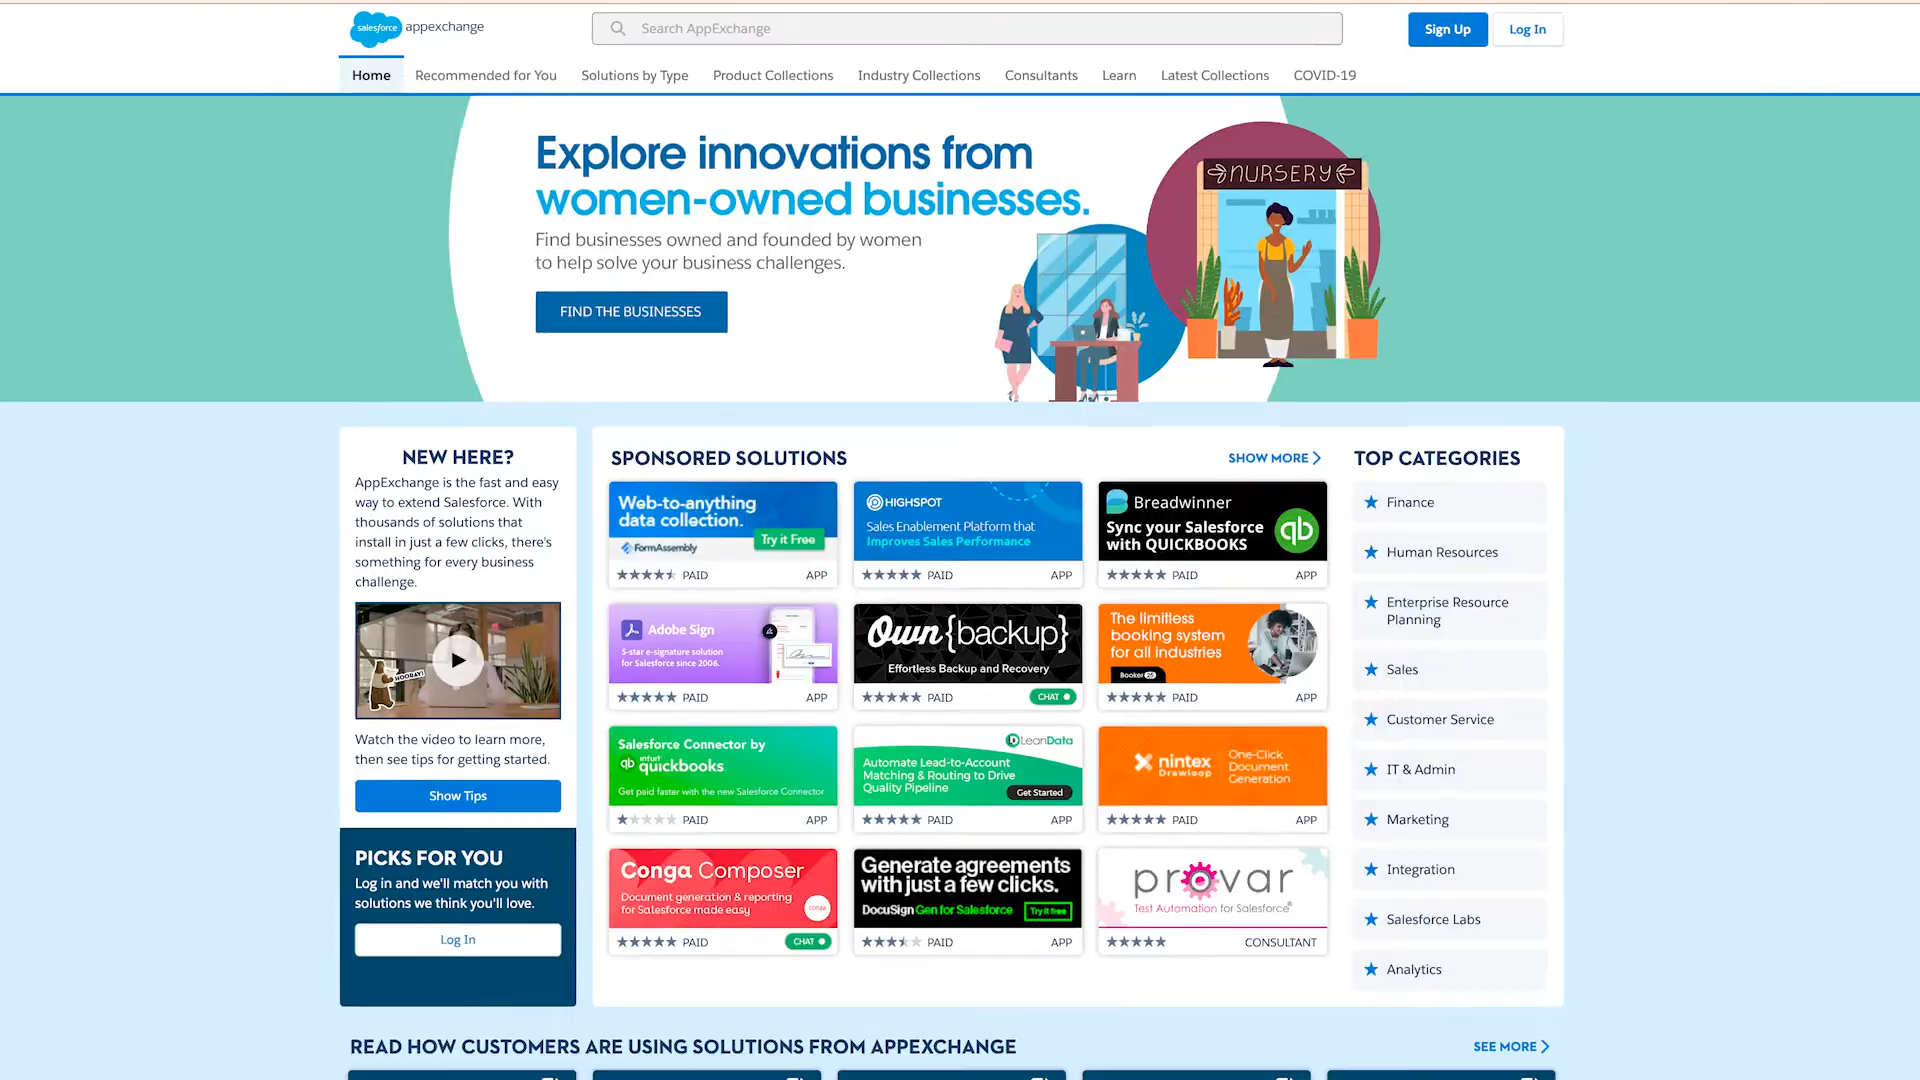 salesforce appexchange
Search AppExchange
Sign Up
Log In
Home
Recommended for You
Solutions by Type
Product Collections
Industry Collections
Consultants
Learn
Latest Collections
COVID-19
Explore innovations from
women-owned businesses.
Find businesses owned and founded by women
to help solve your business challenges.
FIND THE BUSINESSES
NURSERY
NEW HERE?
AppExchange is the fast and easy
way to extend Salesforce. With
thousands of solutions that
install in just a few clicks, there's
something for every business
challenge.
HOORAY!
Watch the video to learn more,
then see tips for getting started.
Show Tips
PICKS FOR YOU
Log in and we'll match you with
solutions we think you'll love.
Log In
SPONSORED SOLUTIONS
SHOW MORE
Web-to-anything
data collection.
Try it Free
FormAssembly
PAID
APP
HIGHSPOT
Sales Enablement Platform that
Improves Sales Performance
PAID
APP
Breadwinner
Sync your Salesforce
with QUICKBOOKS
qb
PAID
APP
Adobe Sign
5-star e-signature solution
for Salesforce since 2006.
PAID
APP
Own{backup}
Effortless Backup and Recovery
PAID
CHAT
The limitless
booking system
for all industries
Booker 25
PAID
APP
Salesforce Connector by
qb intuit quickbooks
Get paid faster with the new Salesforce Connector
PAID
APP
LeanData
Automate Lead-to-Account
Matching & Routing to Drive
Quality Pipeline
Get Started
PAID
APP
nintex
Drawloop
One-Click
Document
Generation
PAID
APP
Conga Composer
Document generation & reporting
for Salesforce made easy
conga
PAID
CHAT
Generate agreements
with just a few clicks.
DocuSign Gen for Salesforce
Try it free
PAID
APP
provar
Test Automation for Salesforce®
CONSULTANT
TOP CATEGORIES
Finance
Human Resources
Enterprise Resource
Planning
Sales
Customer Service
IT & Admin
Marketing
Integration
Salesforce Labs
Analytics
READ HOW CUSTOMERS ARE USING SOLUTIONS FROM APPEXCHANGE
SEE MORE